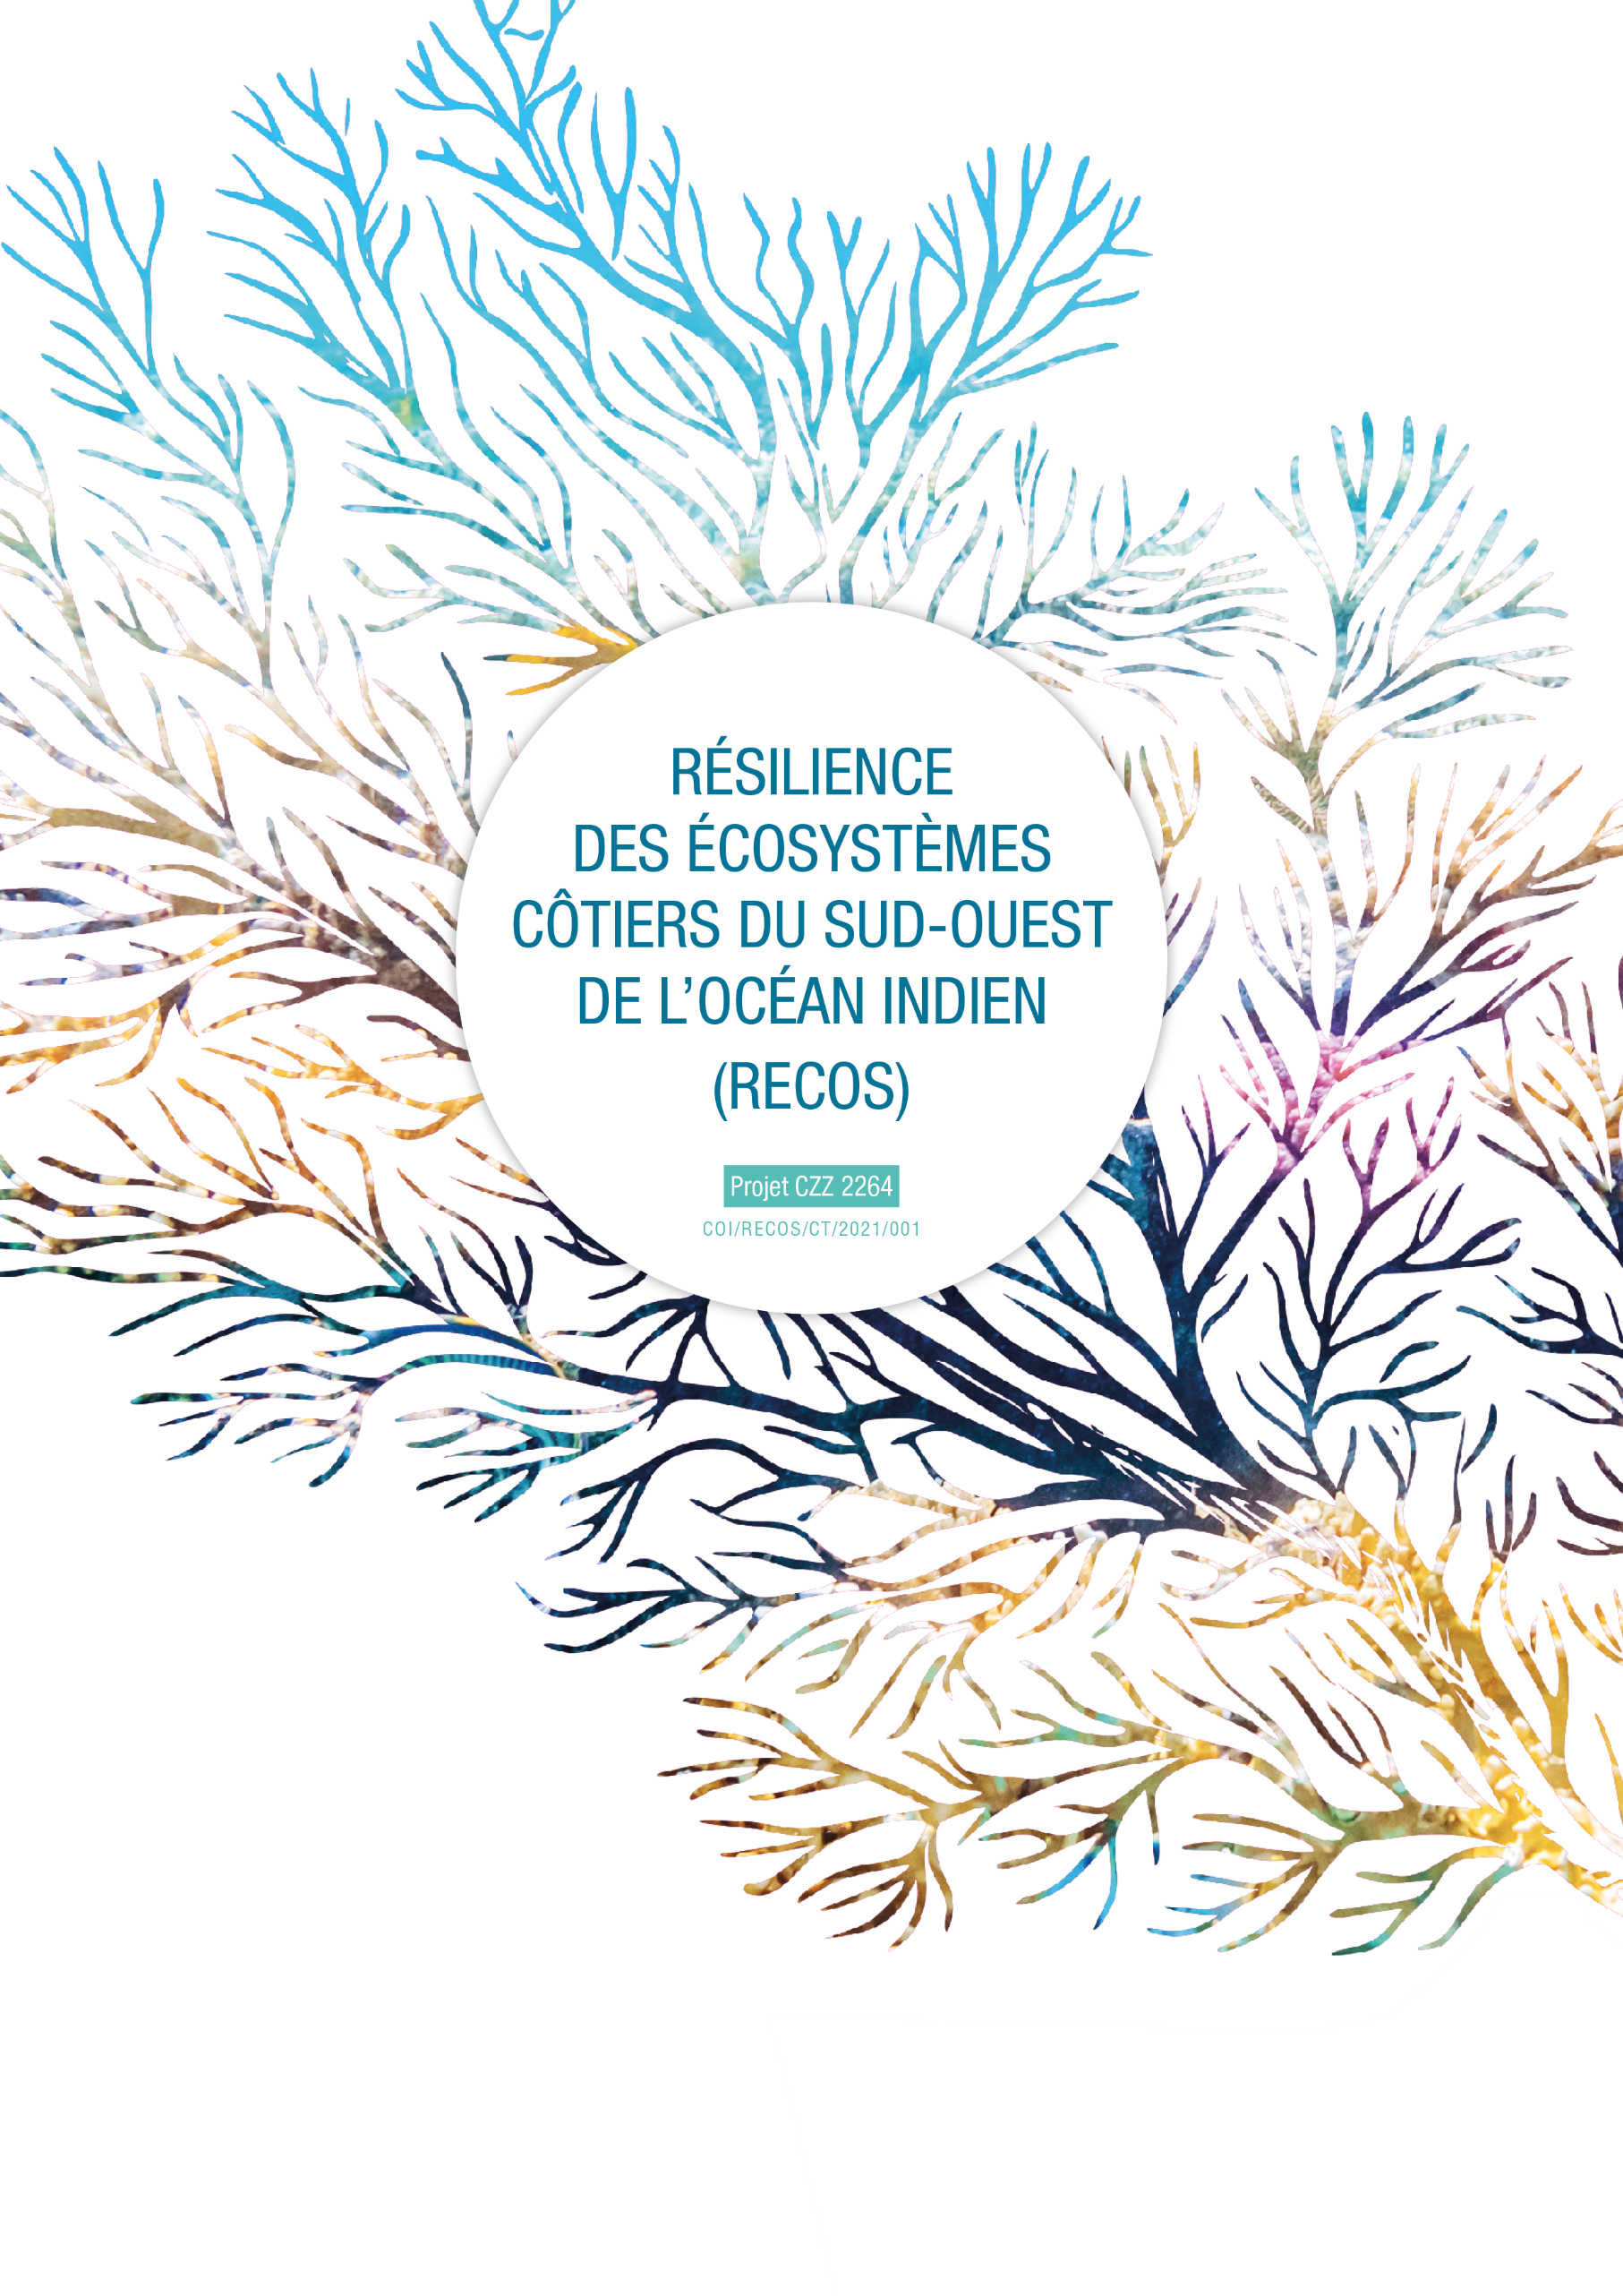 RÉSILIENCE
DES ÉCOSYSTÈMES
CÔTIERS DU SUD-OUEST
DE L’OCÉAN INDIEN
(RECOS)
Projet CZZ 2264
COI/RECOS/CT/2021/001